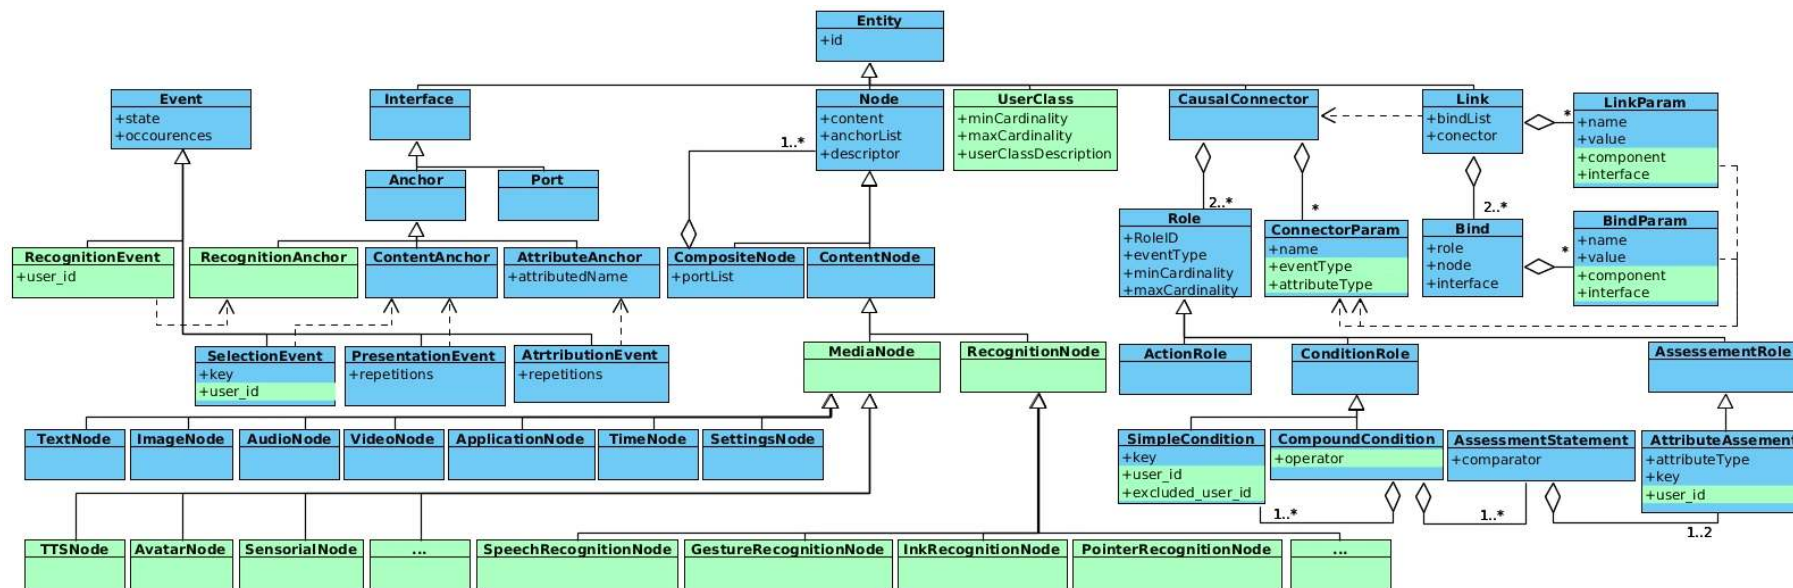 Entity
+id
Event
+state
+occourences
Interface
Node
+content
+anchorList
+descriptor
UserClass
+minCardinality
+maxCardinality
+userClassDescription
CausalConnector
Link
+bindList
+conector
LinkParam
+name
+value
+component
+interface
*
1..*
Anchor
Port
2..*
*
2..*
Role
+RoleID
+eventType
+minCardinality
+maxCardinality
ConnectorParam
+name
+eventType
+attributeType
Bind
+role
+node
+interface
*
BindParam
+name
+value
+component
+interface
RecognitionEvent
+user_id
RecognitionAnchor
ContentAnchor
AttributeAnchor
+attributedName
CompositeNode
+portList
ContentNode
SelectionEvent
+key
+user_id
PresentationEvent
+repetitions
AtrtributionEvent
+repetitions
MediaNode
RecognitionNode
ActionRole
ConditionRole
AssessementRole
TextNode
ImageNode
AudioNode
VideoNode
ApplicationNode
TimeNode
SettingsNode
SimpleCondition
+key
+user_id
+excluded_user_id
CompoundCondition
+operator
AssessmentStatement
+comparator
AttributeAssement
+attributeType
+key
+user_id
1..*
1..*
1..2
TTSNode
AvatarNode
SensorialNode
...
SpeechRecognitionNode
GestureRecognitionNode
InkRecognitionNode
PointerRecognitionNode
...